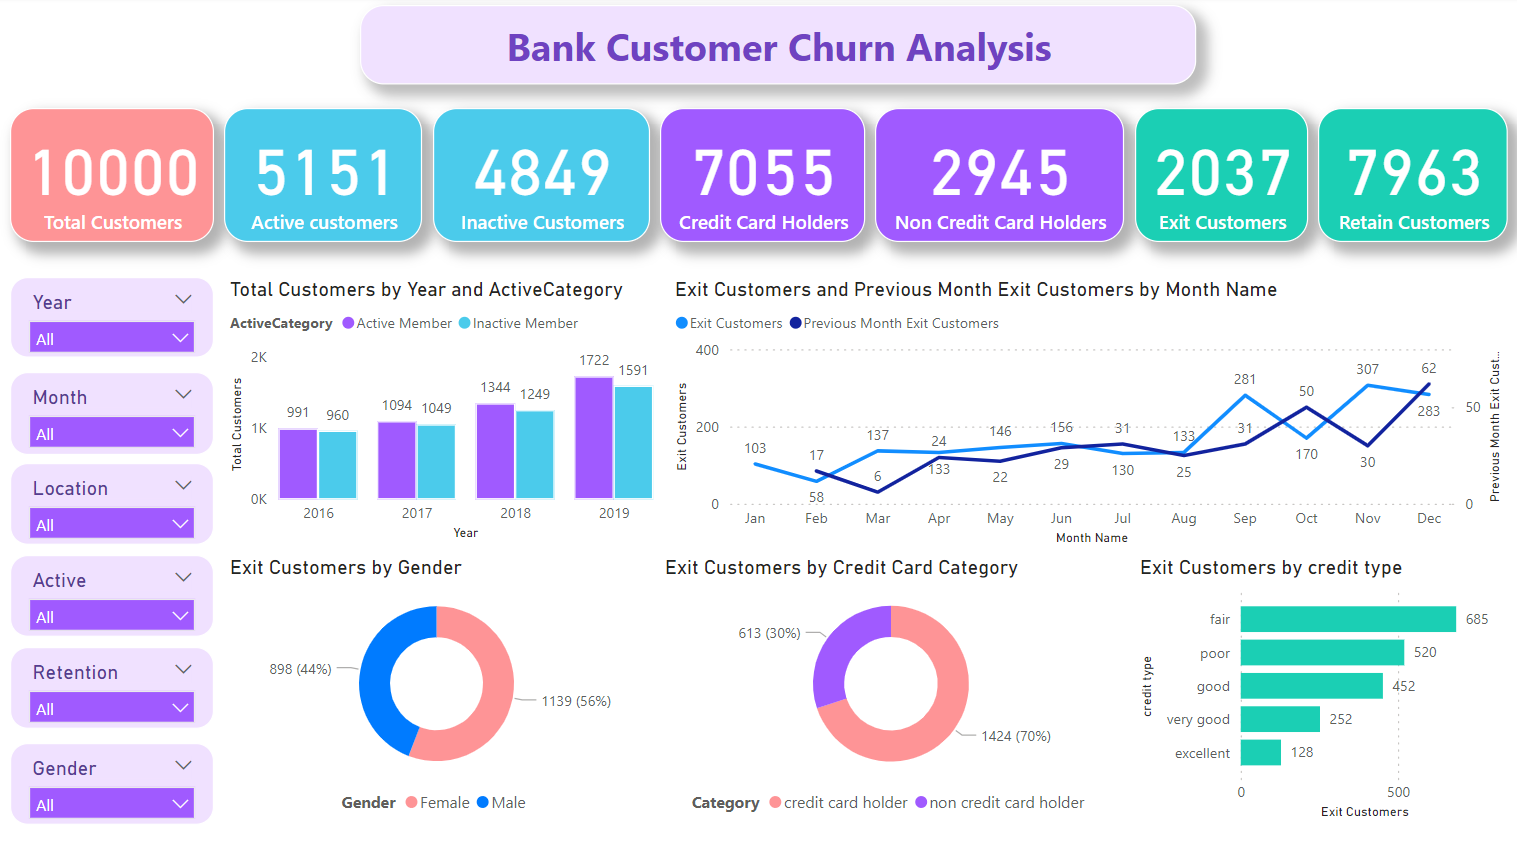 Bank Customer Churn Analysis
10000
Total Customers
5151
Active customers
4849
Inactive Customers
7055
Credit Card Holders
2945
Non Credit Card Holders
2037
Exit Customers
7963
Retain Customers
Year
All
Month
All
Location
All
Active
All
Retention
All
Gender
All
Total Customers by Year and ActiveCategory
ActiveCategory Active Member Inactive Member
Total Customers
2K
1K
0K
991 960
1094 1049
1344 1249
1722 1591
2016 2017 2018 2019
Year
Exit Customers and Previous Month Exit Customers by Month Name
Exit Customers Previous Month Exit Customers
Exit Customers
400
200
0
103 58 137 133 146 156 130 133 281 170 307 283
17 6 24 22 29 31 25 31 50 30 62
50
0
Previous Month Exit Cust...
Jan Feb Mar Apr May Jun Jul Aug Sep Oct Nov Dec
Month Name
Exit Customers by Gender
898 (44%)
1139 (56%)
Gender Female Male
Exit Customers by Credit Card Category
613 (30%)
1424 (70%)
Category credit card holder non credit card holder
Exit Customers by credit type
credit type
fair 685
poor 520
good 452
very good 252
excellent 128
0 500
Exit Customers